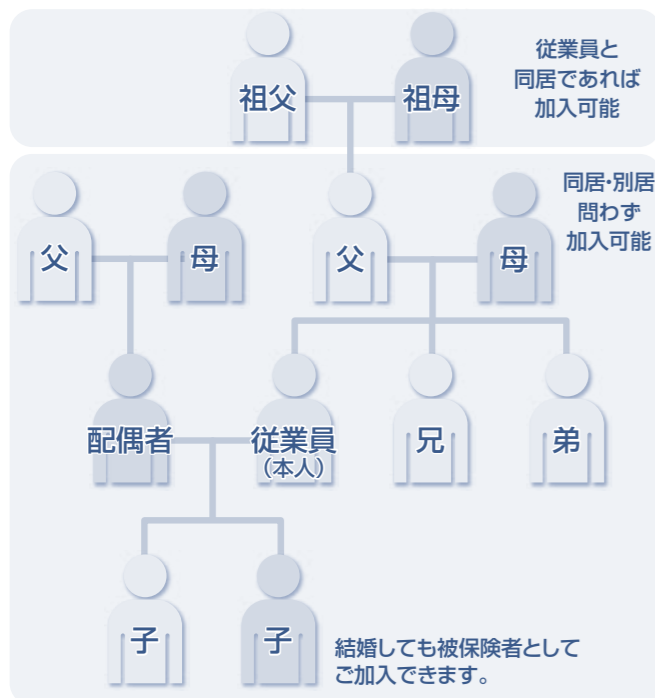 従業員と
同居であれば
加入可能
祖父 祖母
同居・別居
問わず
加入可能
父 母 父 母
配偶者 従業員 兄 弟
（本人）
子 子
結婚しても被保険者として
ご加入できます。